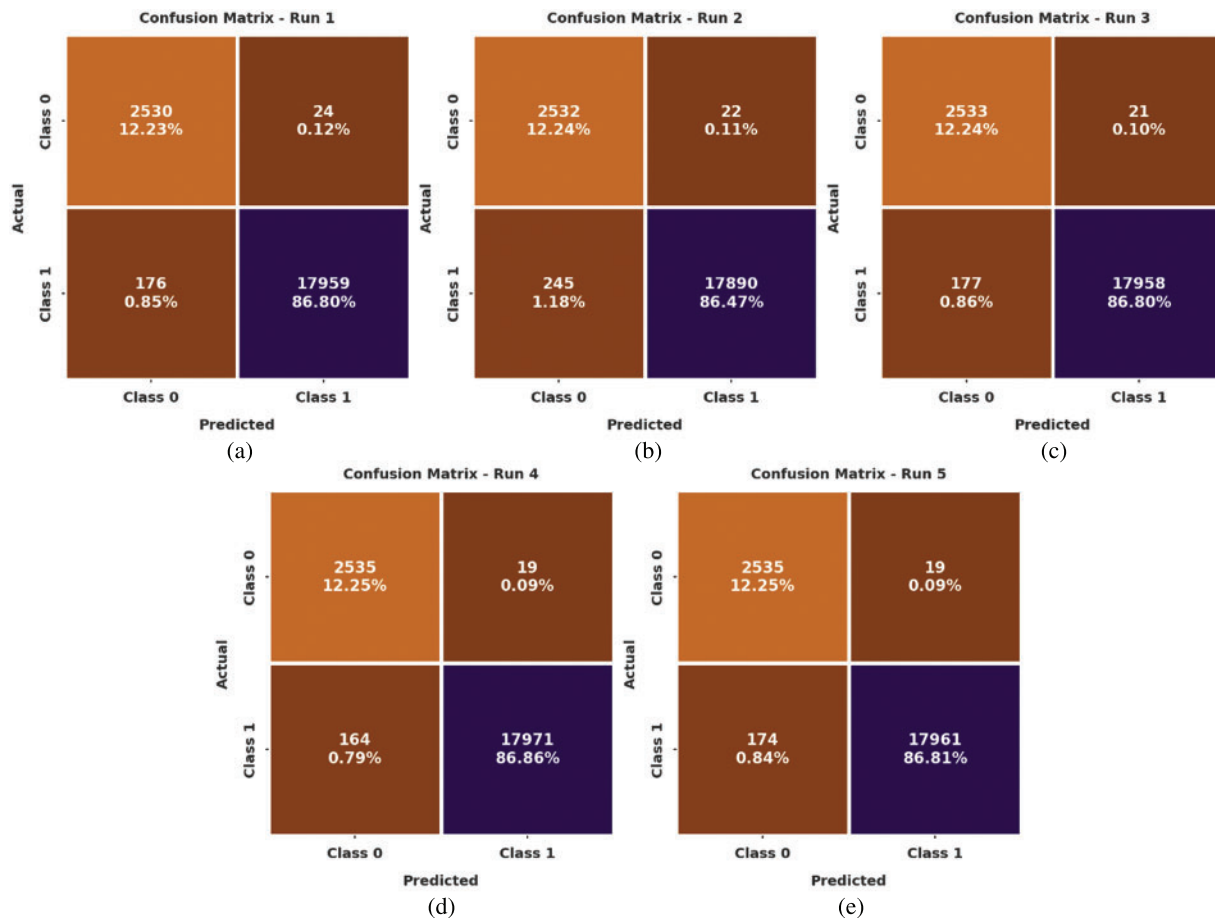 Confusion Matrix - Run 1
Class 0
2530
12.23%
24
0.12%
Actual
Class 1
176
0.85%
17959
86.80%
Class 0
Class 1
Predicted
(a)
Confusion Matrix - Run 2
Class 0
2532
12.24%
22
0.11%
Actual
Class 1
245
1.18%
17890
86.47%
Class 0
Class 1
Predicted
(b)
Confusion Matrix - Run 3
Class 0
2533
12.24%
21
0.10%
Actual
Class 1
177
0.86%
17958
86.80%
Class 0
Class 1
Predicted
(c)
Confusion Matrix - Run 4
Class 0
2535
12.25%
19
0.09%
Actual
Class 1
164
0.79%
17971
86.86%
Class 0
Class 1
Predicted
(d)
Confusion Matrix - Run 5
Class 0
2535
12.25%
19
0.09%
Actual
Class 1
174
0.84%
17961
86.81%
Class 0
Class 1
Predicted
(e)